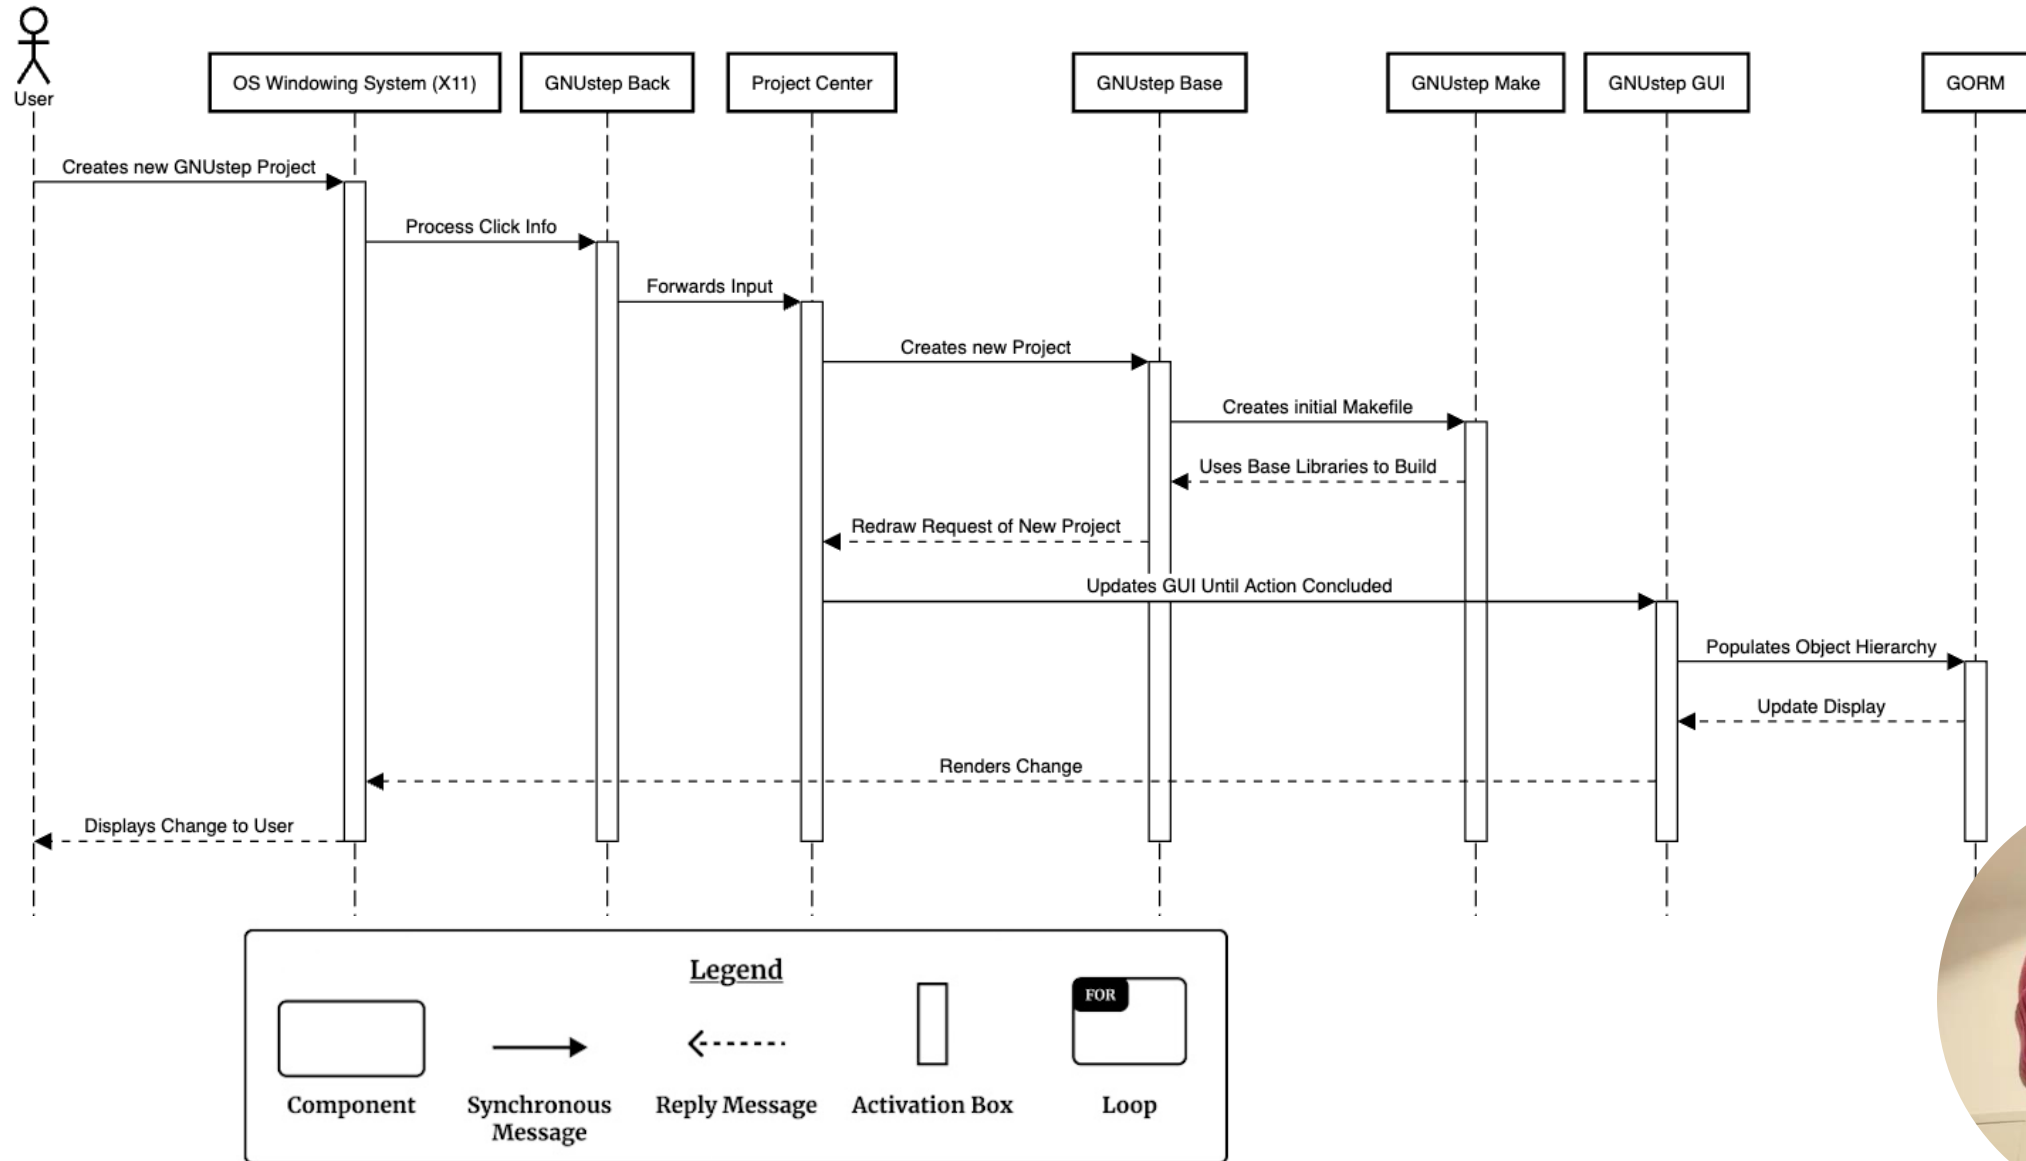 User
OS Windowing System (X11)
GNUstep Back
Project Center
GNUstep Base
GNUstep Make
GNUstep GUI
GORM
Creates new GNUstep Project
Process Click Info
Forwards Input
Creates new Project
Creates initial Makefile
Uses Base Libraries to Build
Redraw Request of New Project
Updates GUI Until Action Concluded
Populates Object Hierarchy
Update Display
Renders Change
Displays Change to User
Legend
FOR
Component
Synchronous
Message
Reply Message
Activation Box
Loop